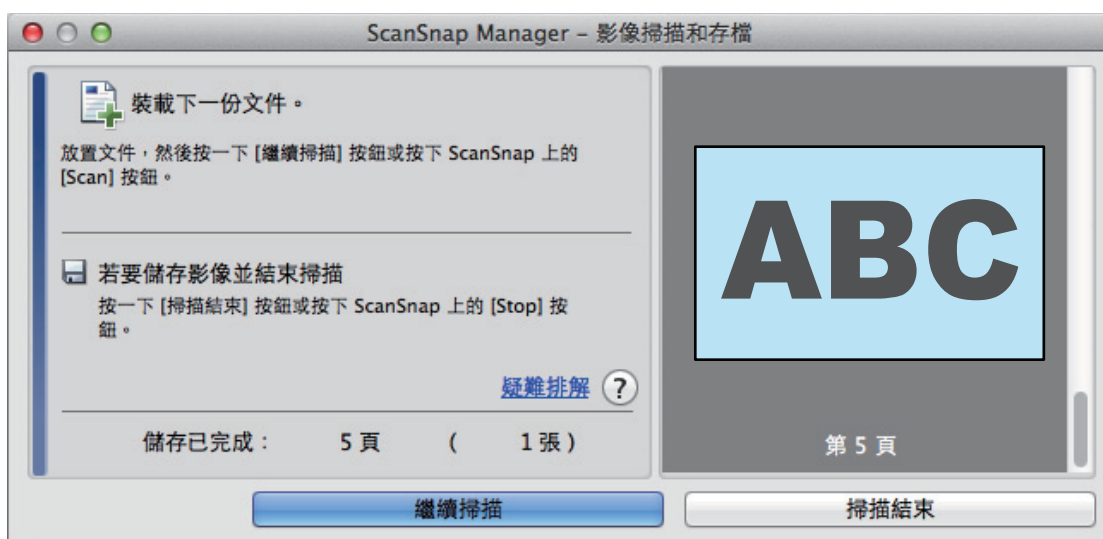 ScanSnap Manager – 影像掃描和存檔
裝載下一份文件。
放置文件，然後按一下 [繼續掃描] 按鈕或按下 ScanSnap 上的
[Scan] 按鈕。
若要儲存影像並結束掃描
按一下 [掃描結束] 按鈕或按下 ScanSnap 上的 [Stop] 按
鈕。
疑難排解 ?
儲存已完成： 5 頁 ( 1 張 )
ABC
第 5 頁
繼續掃描
掃描結束